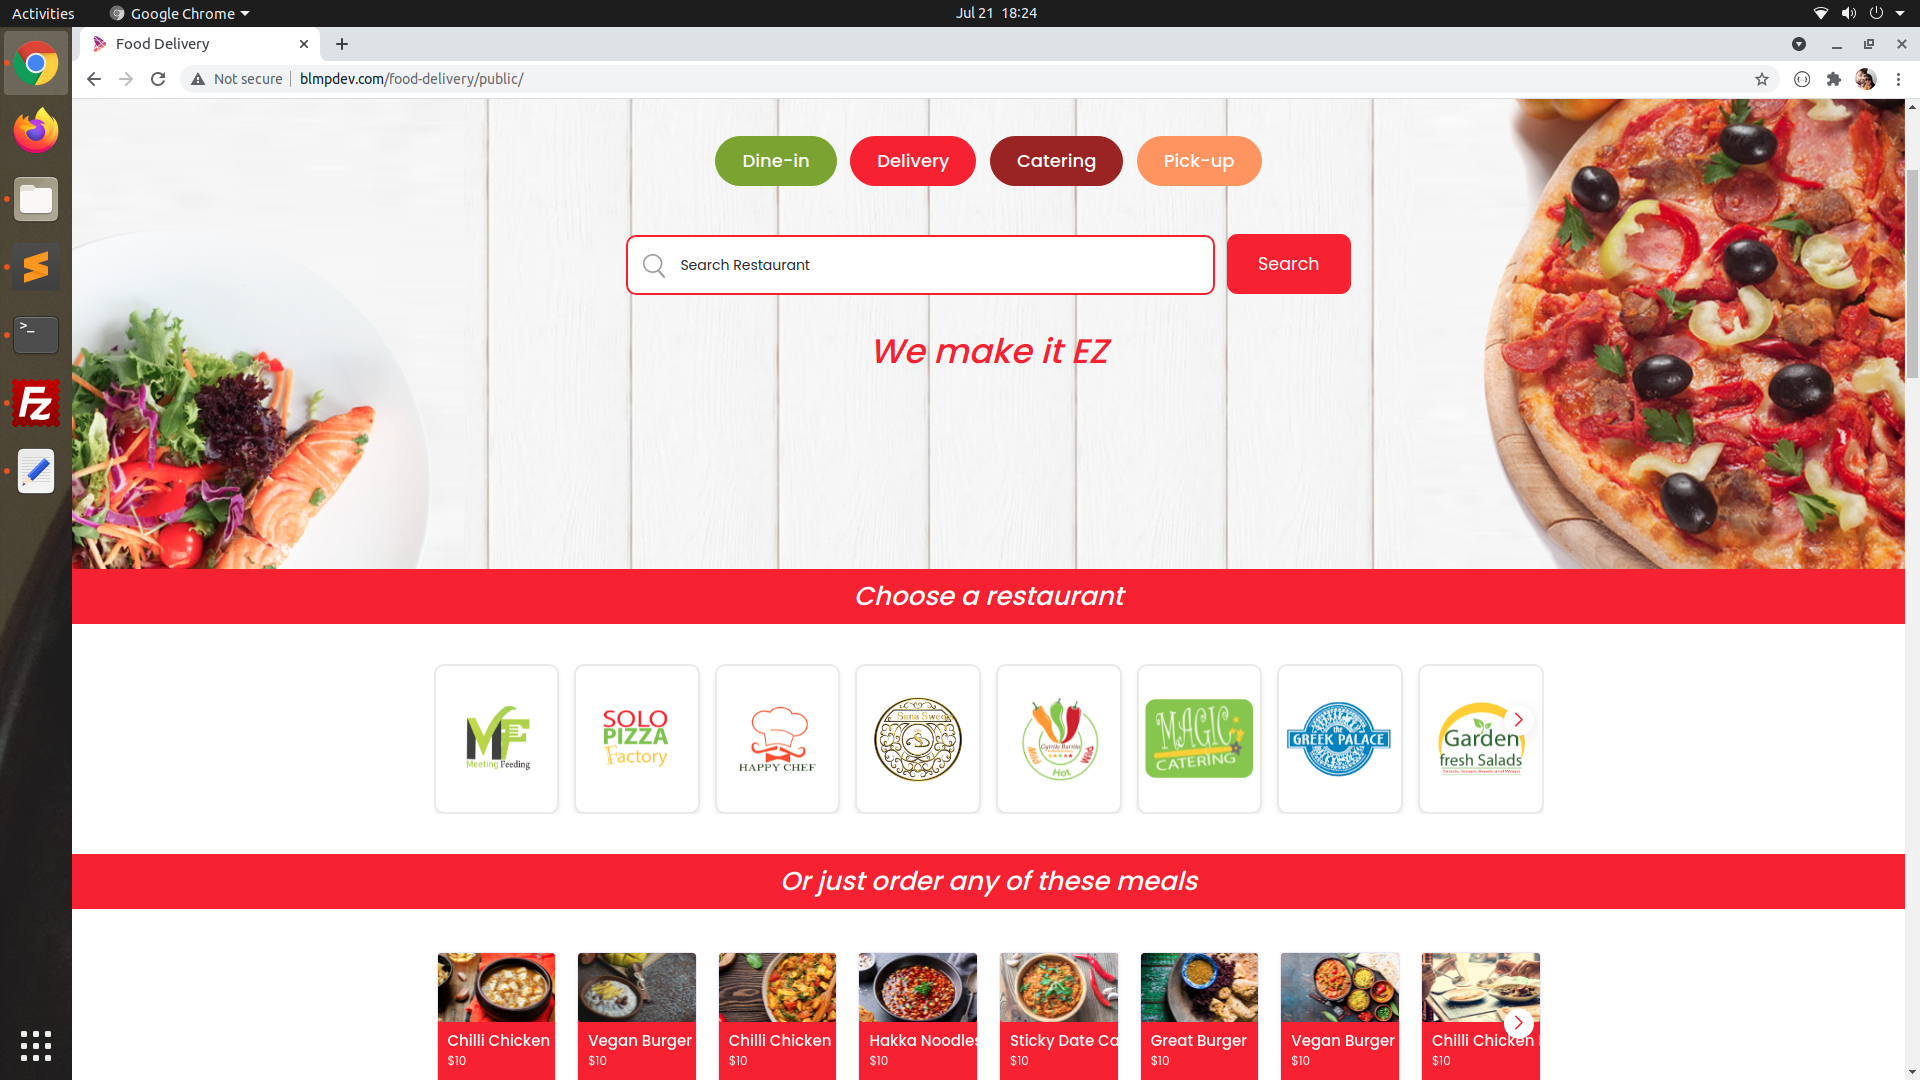 Activities
Google Chrome
Jul 21 18:24
Food Delivery
Not secure
blmpdev.com/food-delivery/public/
>_
Fz
Dine-in
Delivery
Catering
Pick-up
Search Restaurant
Search
We make it EZ
Choose a restaurant
MF
Meeting Feeding
SOLO
PIZZA
Factory
HAPPY CHEF
Hot
Wild
MAGIC
CATERING
the
GREEK PALACE
Garden
fresh Salads
Or just order any of these meals
Chilli Chicken
$10
Vegan Burger
$10
Chilli Chicken
$10
Hakka Noodles
$10
Sticky Date Ca
$10
Great Burger
$10
Vegan Burger
$10
Chilli Chicken
$10